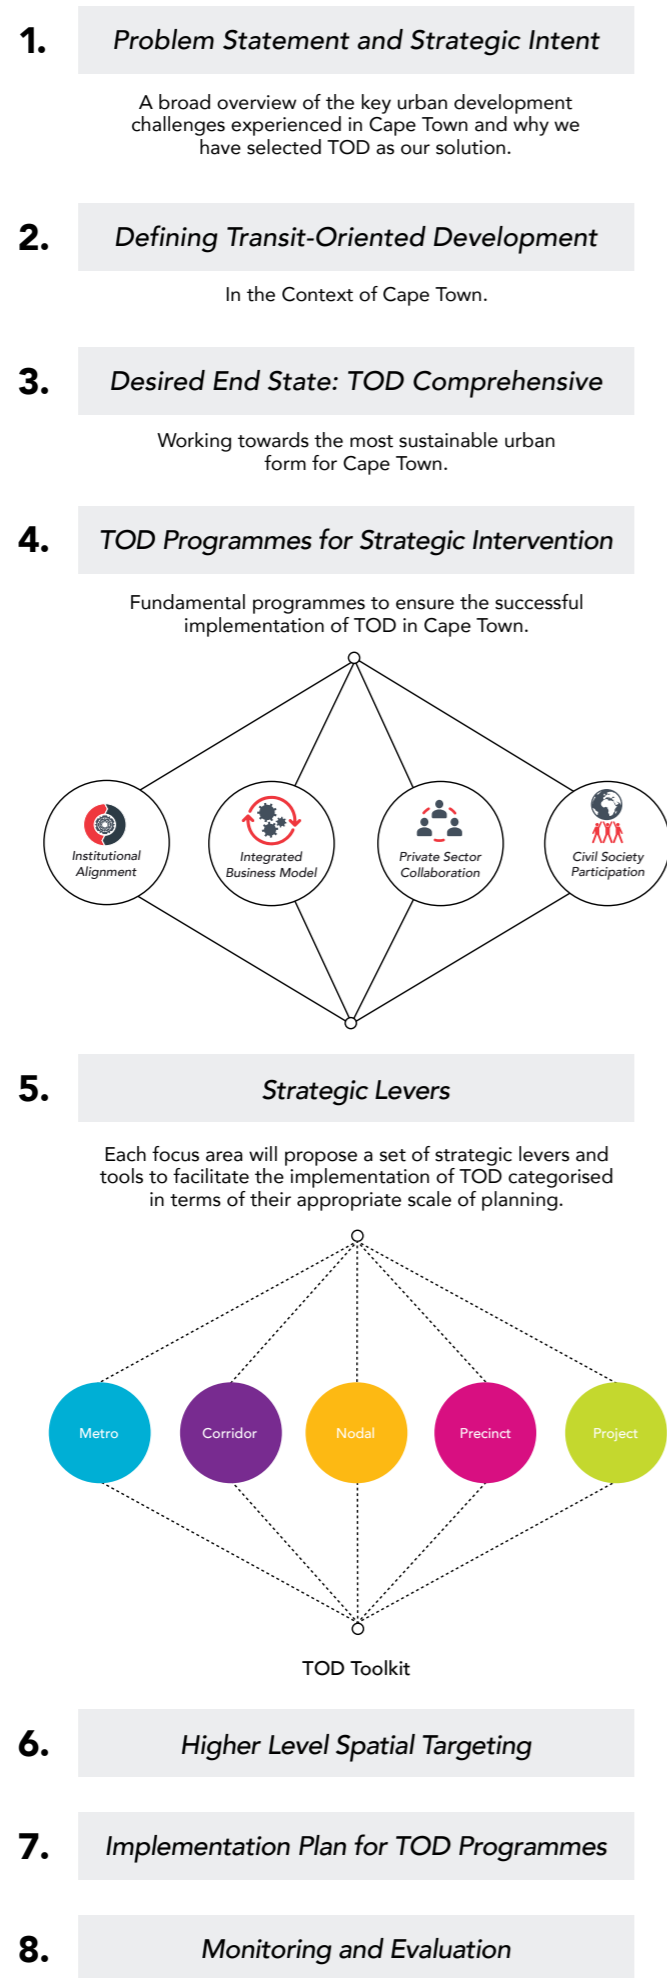 1.
Problem Statement and Strategic Intent
A broad overview of the key urban development
challenges experienced in Cape Town and why we
have selected TOD as our solution.
2.
Defining Transit-Oriented Development
In the Context of Cape Town.
3.
Desired End State: TOD Comprehensive
Working towards the most sustainable urban
form for Cape Town.
4.
TOD Programmes for Strategic Intervention
Fundamental programmes to ensure the successful
implementation of TOD in Cape Town.
Institutional
Alignment
Integrated
Business Model
Private Sector
Collaboration
Civil Society
Participation
5.
Strategic Levers
Each focus area will propose a set of strategic levers and
tools to facilitate the implementation of TOD categorised
in terms of their appropriate scale of planning.
Metro
Corridor
Nodal
Precinct
Project
TOD Toolkit
6.
Higher Level Spatial Targeting
7.
Implementation Plan for TOD Programmes
8.
Monitoring and Evaluation